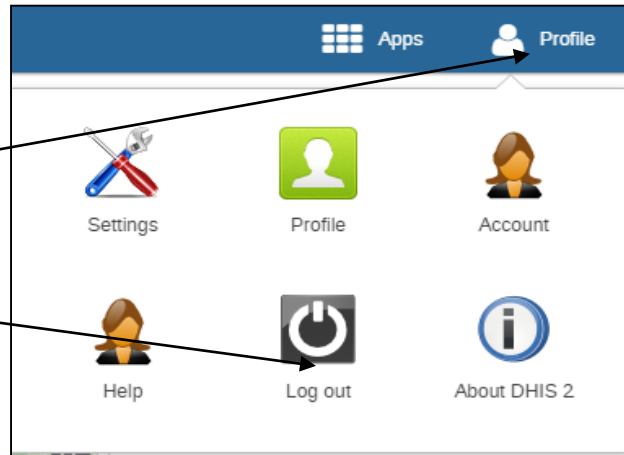 Apps Profile
Settings Profile Account
Help Log out About DHIS 2